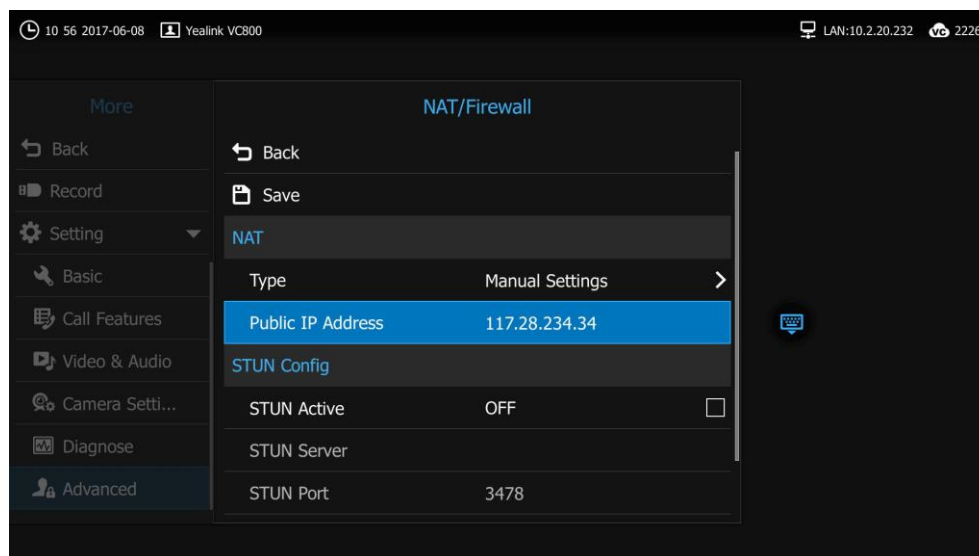 10 56 2017-06-08 Yealink VC800 LAN:10.2.20.232 vc 2226
More
Back
Record
Setting
Basic
Call Features
Video & Audio
Camera Setti...
Diagnose
Advanced
NAT/Firewall
Back
Save
NAT
Type Manual Settings
Public IP Address 117.28.234.34
STUN Config
STUN Active OFF
STUN Server
STUN Port 3478